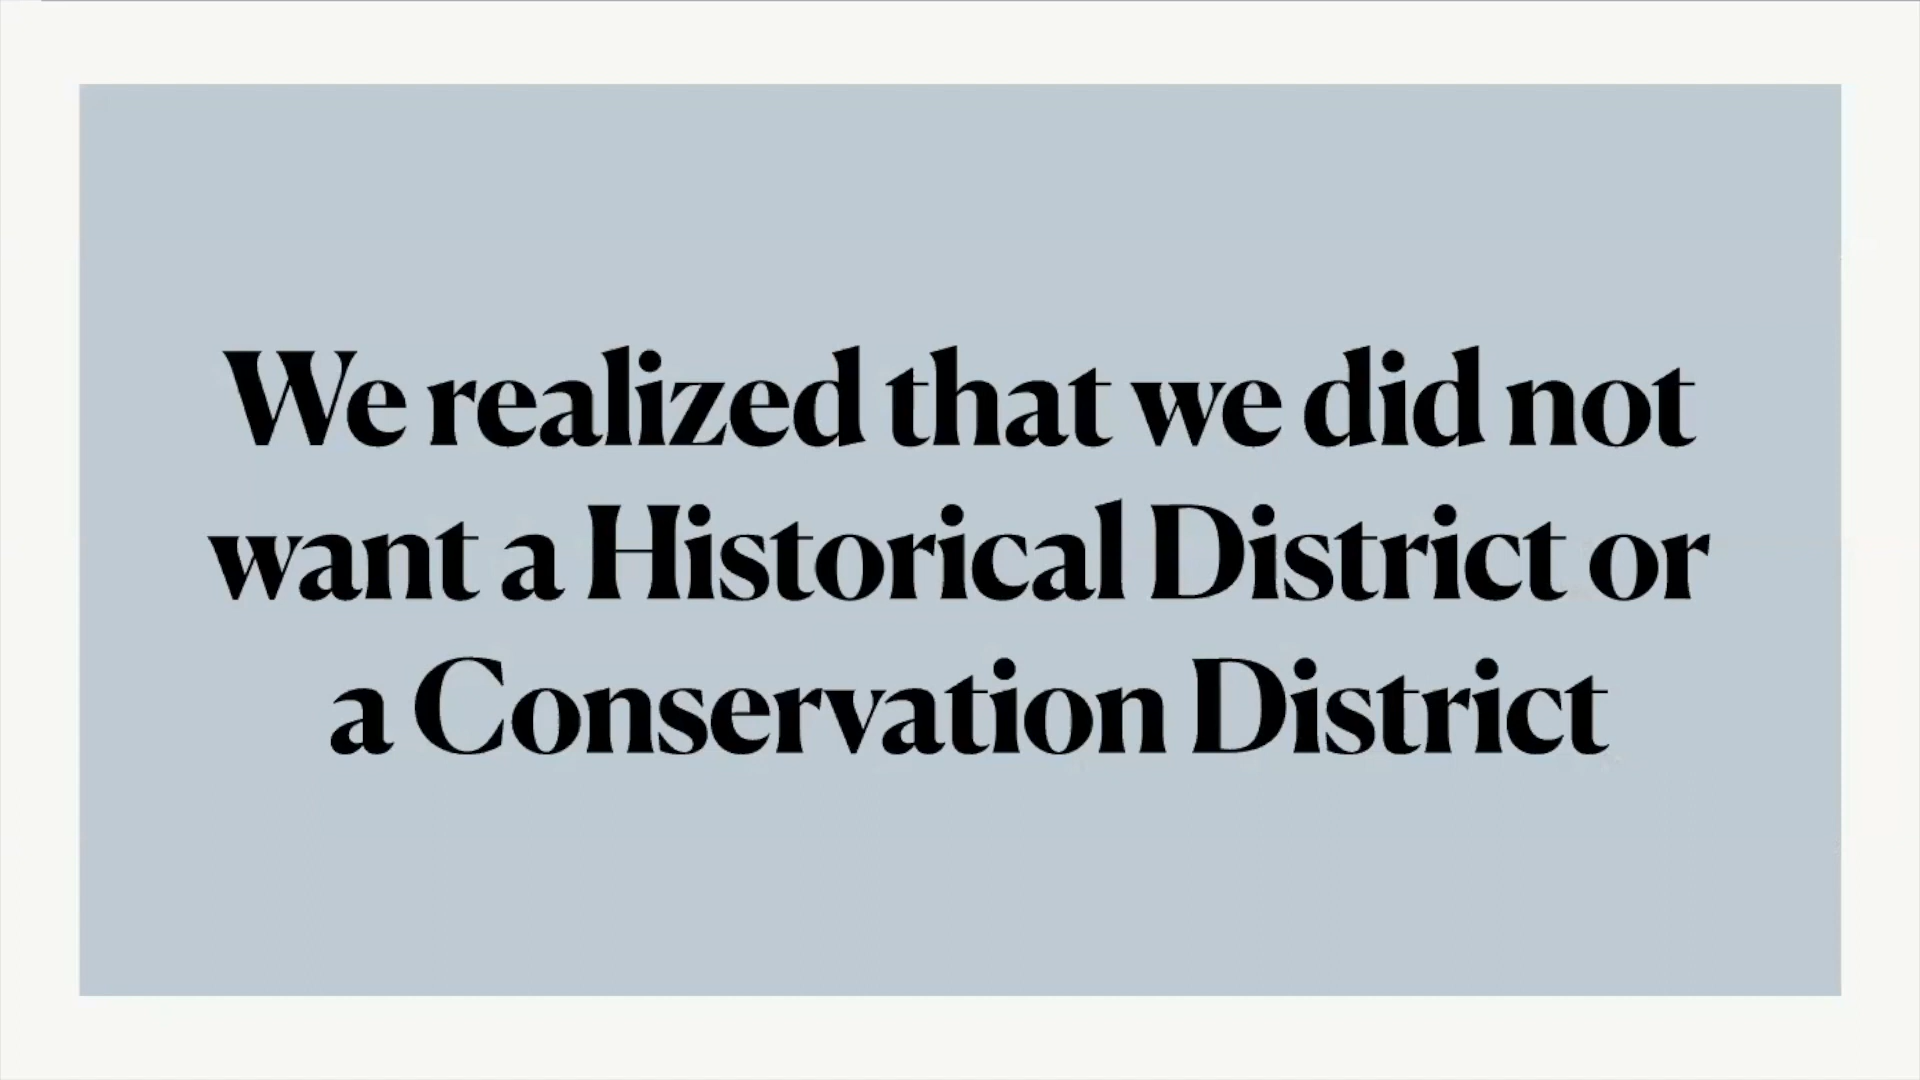 We realized that we did not
want a Historical District or
a Conservation District